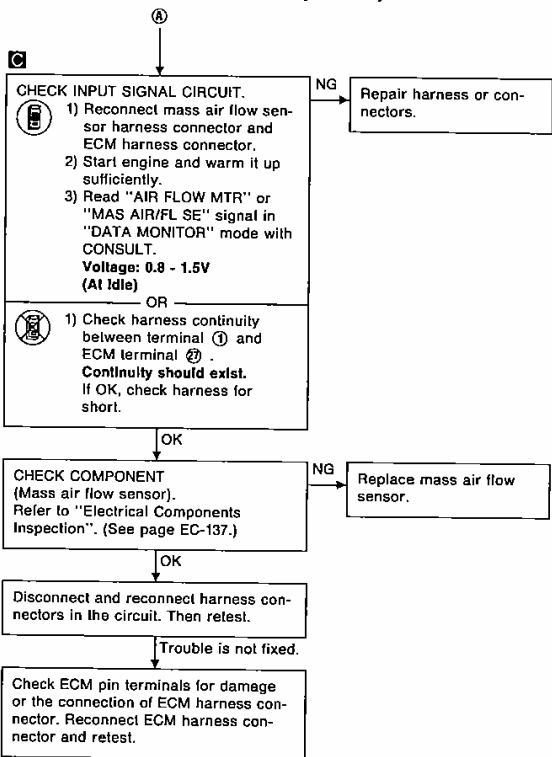 Ⓐ
C
CHECK INPUT SIGNAL CIRCUIT.
1) Reconnect mass air flow sen-
sor harness connector and
ECM harness connector.
2) Start engine and warm it up
sufficiently.
3) Read "AIR FLOW MTR" or
"MAS AIR/FL SE" signal in
"DATA MONITOR" mode with
CONSULT.
Voltage: 0.8 - 1.5V
(At idle)
OR
1) Check harness continuity
between terminal ① and
ECM terminal ㉗ .
Continuity should exist.
If OK, check harness for
short.
NG
Repair harness or con-
nectors.
OK
CHECK COMPONENT
(Mass air flow sensor).
Refer to "Electrical Components
Inspection". (See page EC-137.)
NG
Replace mass air flow
sensor.
OK
Disconnect and reconnect harness con-
nectors in the circuit. Then retest.
Trouble is not fixed.
Check ECM pin terminals for damage
or the connection of ECM harness con-
nector. Reconnect ECM harness con-
nector and retest.